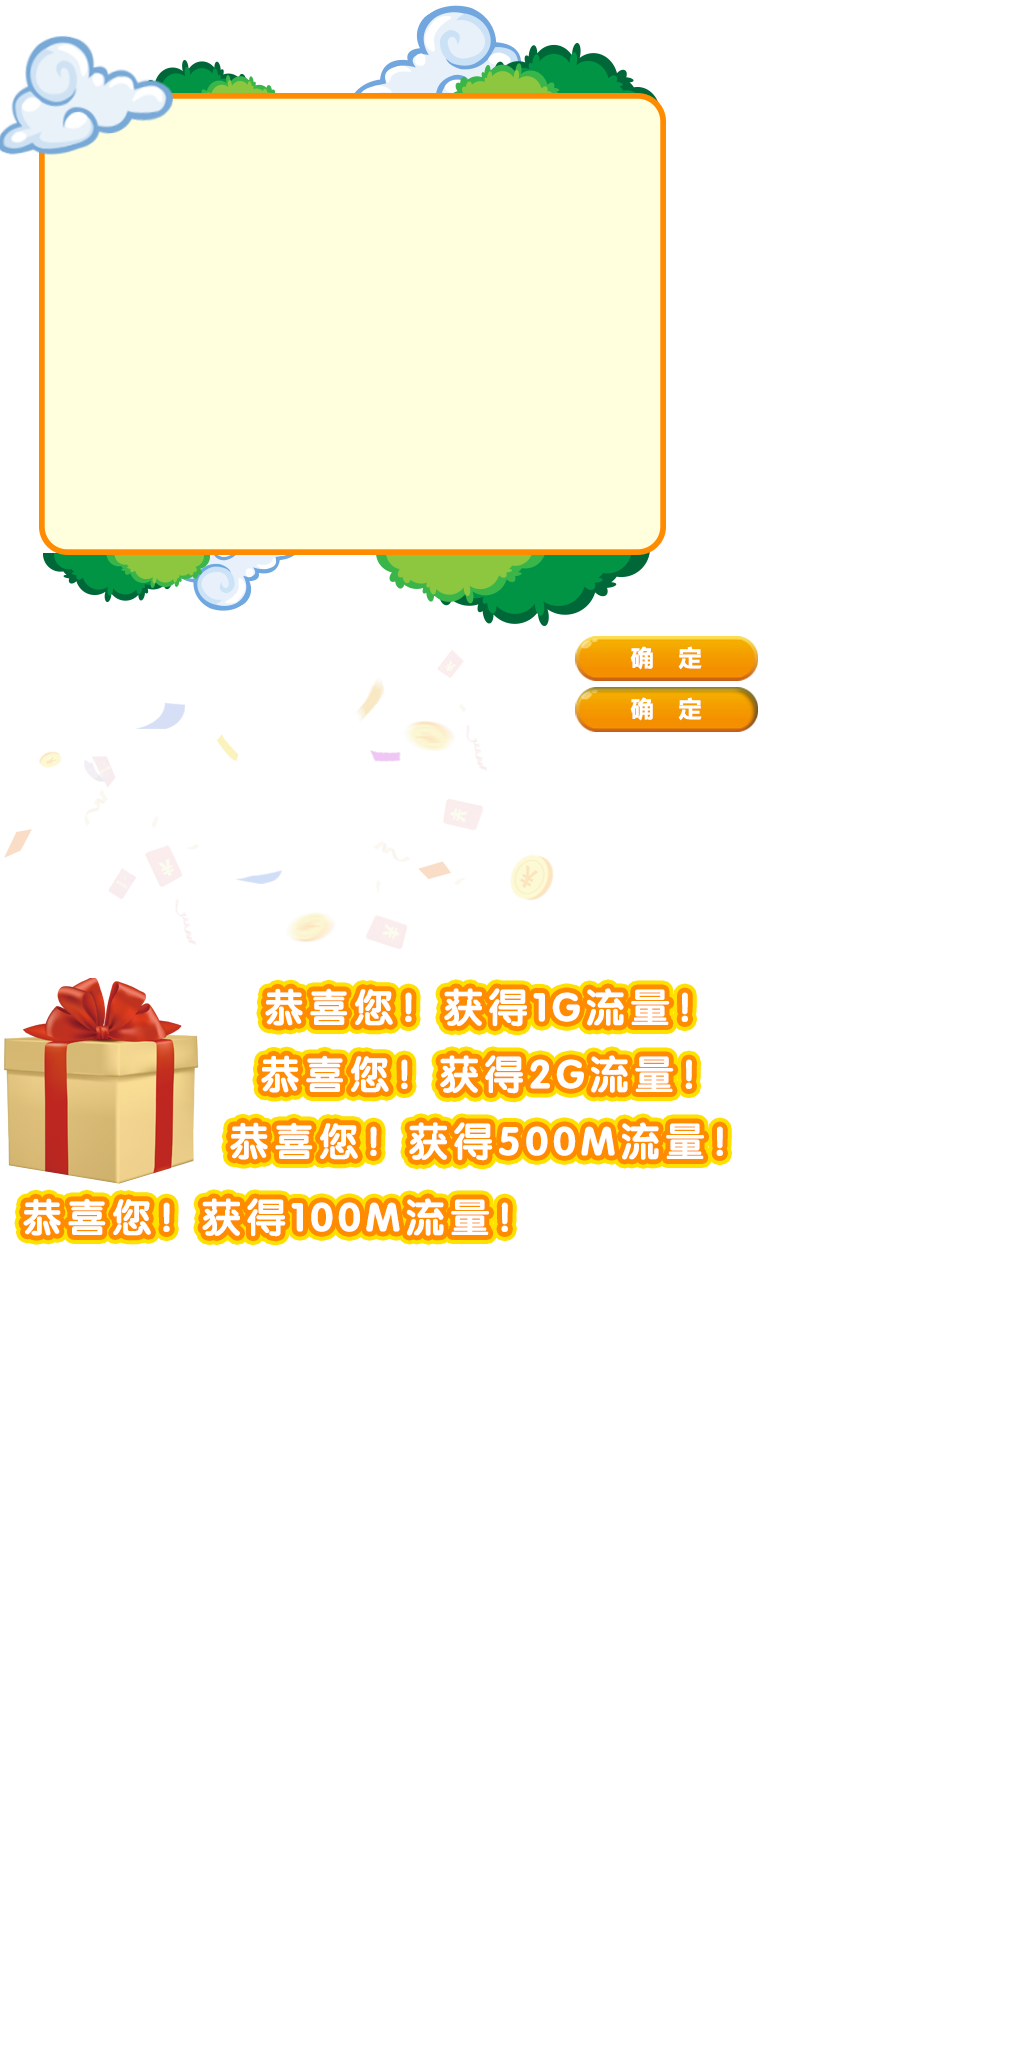 确 定
确 定
恭喜您！ 获得1G流量！
恭喜您！ 获得2G流量！
恭喜您！ 获得500M流量！
恭喜您！ 获得100M流量！